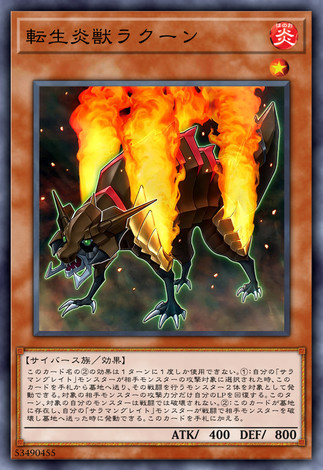 転生炎獣ラクーン
ほのお
炎
【サイバース族／効果】
このカード名の②の効果は１ターンに１度しか使用できない。①：自分の「サラ
マングレイト」モンスターが相手モンスターの攻撃対象に選択された時、この
カードを手札から墓地へ送り、その戦闘を行うモンスター２体を対象として発
動できる。対象の相手モンスターの攻撃力分だけ自分はLPを回復する。このタ
ーン、対象の自分のモンスターは戦闘では破壊されない。②：このカードが墓地
に存在し、自分の「サラマングレイト」モンスターが戦闘で相手モンスターを破壊
し墓地へ送った時に発動できる。このカードを手札に加える。
ATK/ 400 DEF/ 800
53490455